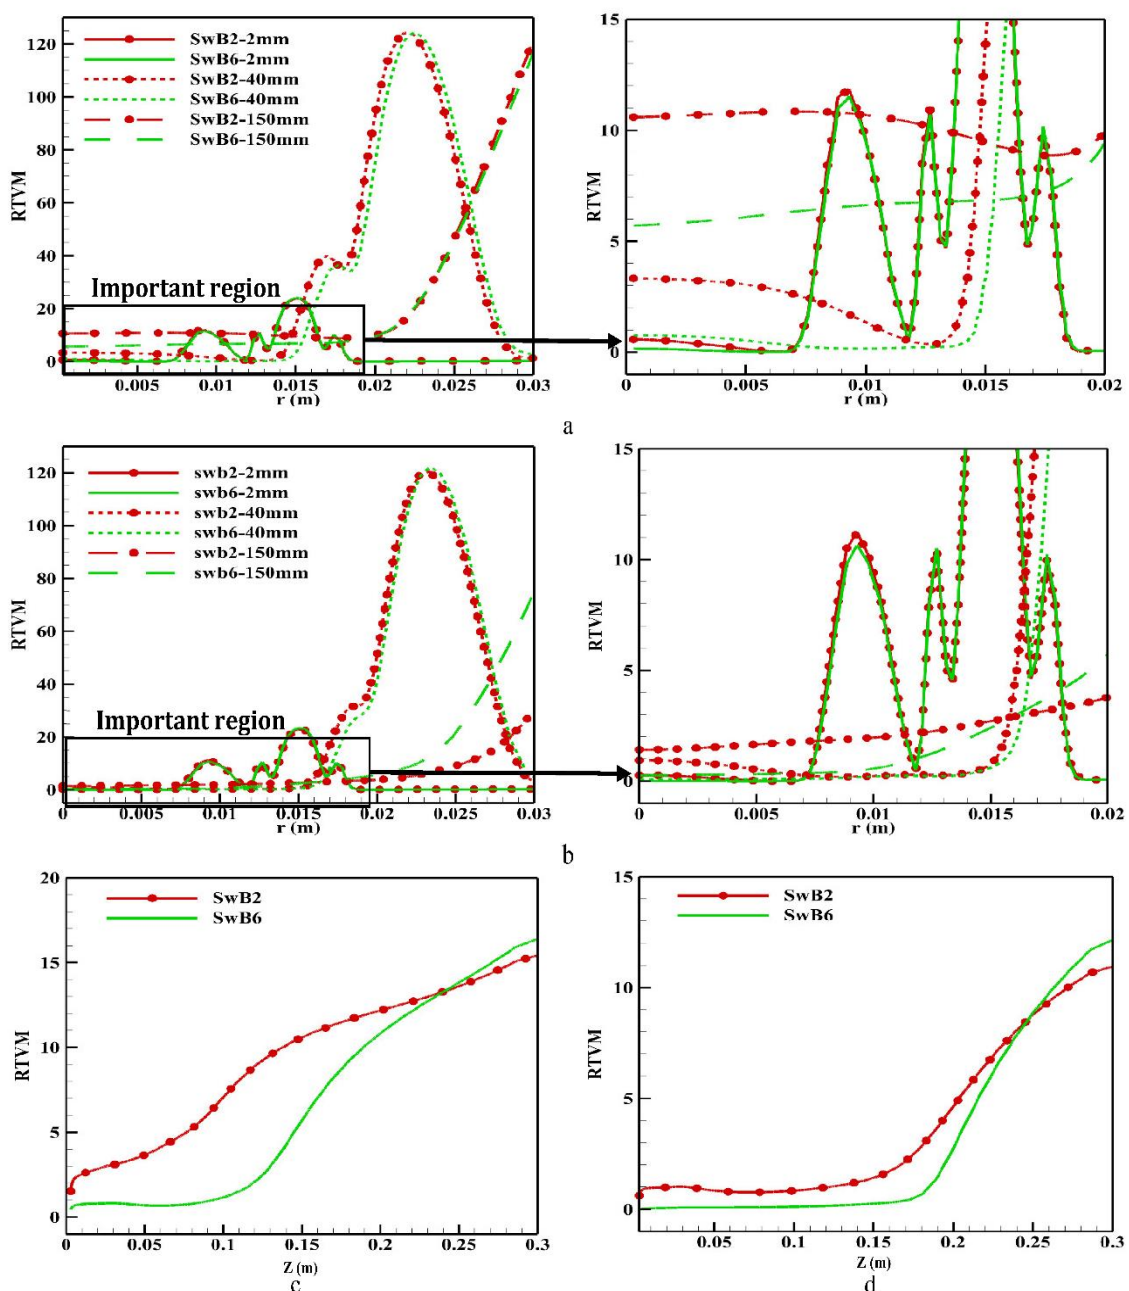 120
100
80
60
40
20
0
RTVM
SwB2-2mm
SwB6-2mm
SwB2-40mm
SwB6-40mm
SwB2-150mm
SwB6-150mm
Important region
0.005 0.01 0.015 0.02 0.025 0.03
r (m)
15
10
5
0
RTVM
0 0.005 0.01 0.015 0.02
r (m)
a
120
100
80
60
40
20
0
RTVM
swb2-2mm
swb6-2mm
swb2-40mm
swb6-40mm
swb2-150mm
swb6-150mm
Important region
0.005 0.01 0.015 0.02 0.025 0.03
r (m)
15
10
5
0
RTVM
0 0.005 0.01 0.015 0.02
r (m)
b
20
15
10
5
0
RTVM
SwB2
SwB6
0 0.05 0.1 0.15 0.2 0.25 0.3
Z (m)
c
15
10
5
0
RTVM
SwB2
SwB6
0.05 0.1 0.15 0.2 0.25 0.3
Z (m)
d